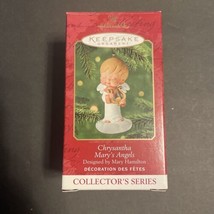 KEEPSAKE
ORNAMENT
Chrysantha
Mary's Angels
Designed by Mary Hamilton
DÉCORATION DES FÊTES
COLLECTOR'S SERIES